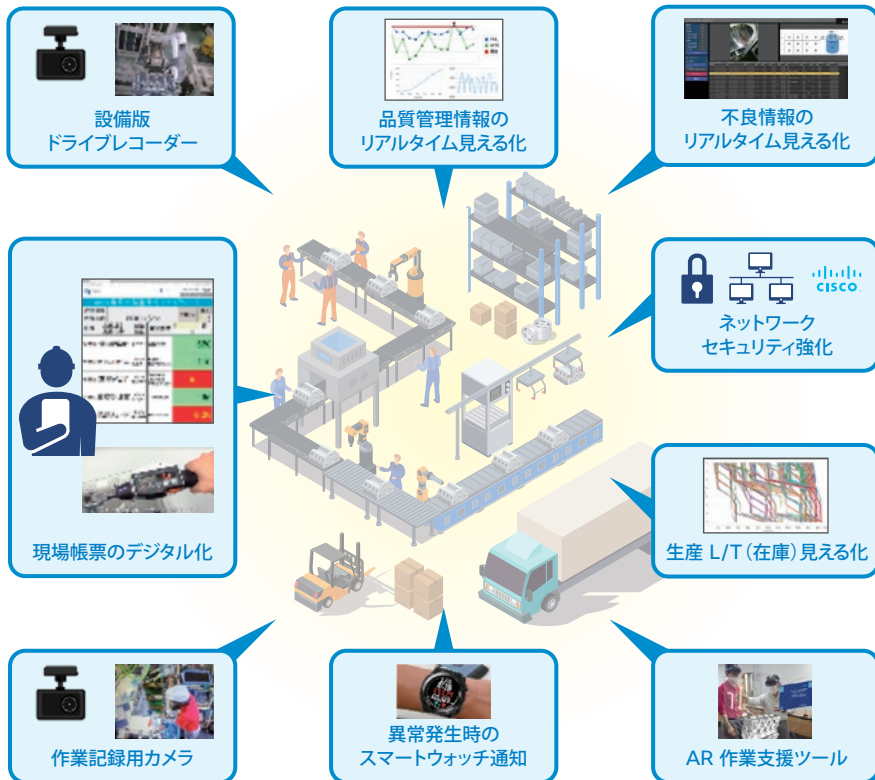 設備版
ドライブレコーダー
品質管理情報の
リアルタイム見える化
不良情報の
リアルタイム見える化
CISCO
ネットワーク
セキュリティ強化
現場帳票のデジタル化
生産 L/T（在庫）見える化
作業記録用カメラ
異常発生時の
スマートウォッチ通知
AR 作業支援ツール